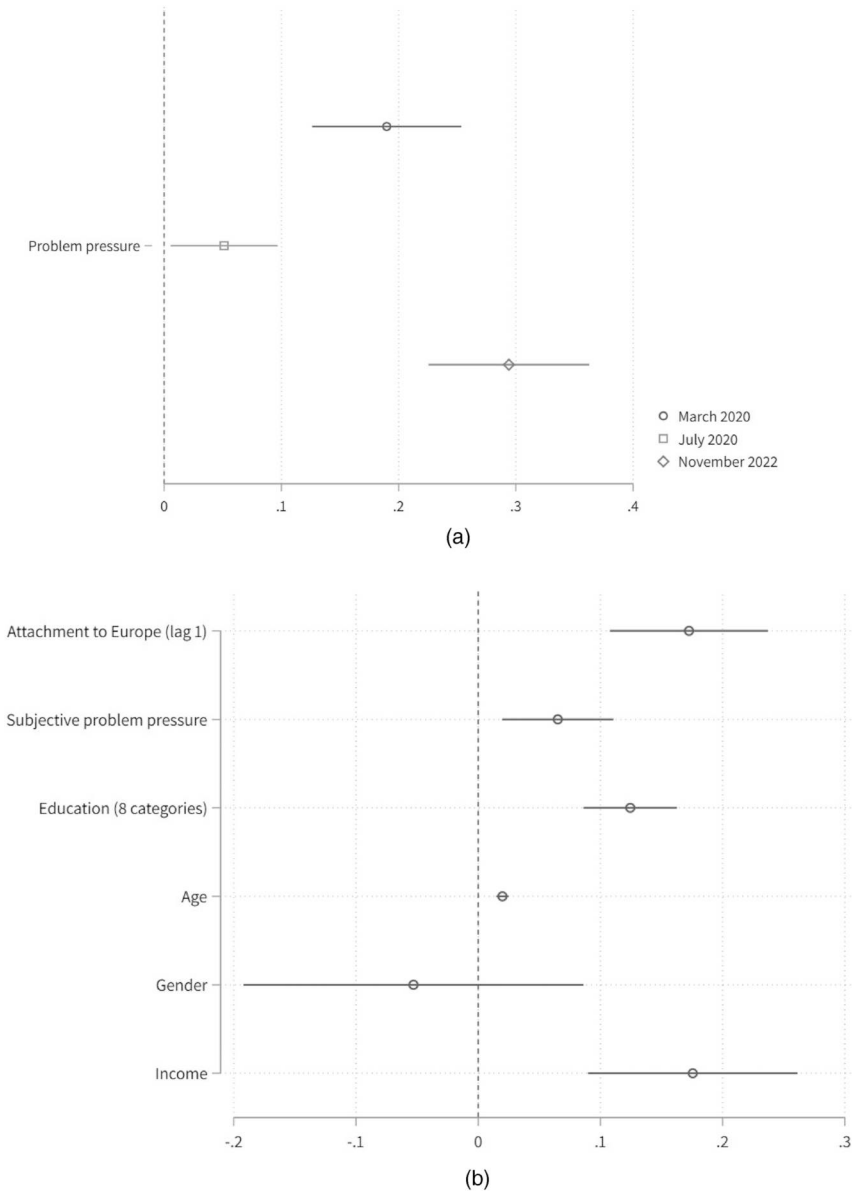 Problem pressure
March 2020
July 2020
November 2022
0 .1 .2 .3 .4
(a)
Attachment to Europe (lag 1)
Subjective problem pressure
Education (8 categories)
Age
Gender
Income
-.2 -.1 0 .1 .2 .3
(b)